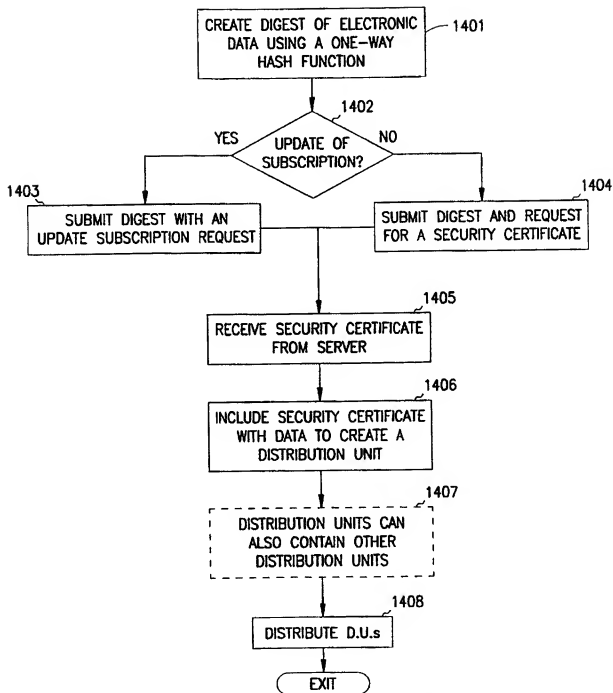 CREATE DIGEST OF ELECTRONIC
DATA USING A ONE-WAY
HASH FUNCTION
1401
1402
YES
UPDATE OF
SUBSCRIPTION?
NO
1403
SUBMIT DIGEST WITH AN
UPDATE SUBSCRIPTION REQUEST
1404
SUBMIT DIGEST AND REQUEST
FOR A SECURITY CERTIFICATE
1405
RECEIVE SECURITY CERTIFICATE
FROM SERVER
1406
INCLUDE SECURITY CERTIFICATE
WITH DATA TO CREATE A
DISTRIBUTION UNIT
1407
DISTRIBUTION UNITS CAN
ALSO CONTAIN OTHER
DISTRIBUTION UNITS
1408
DISTRIBUTE D.U.s
EXIT